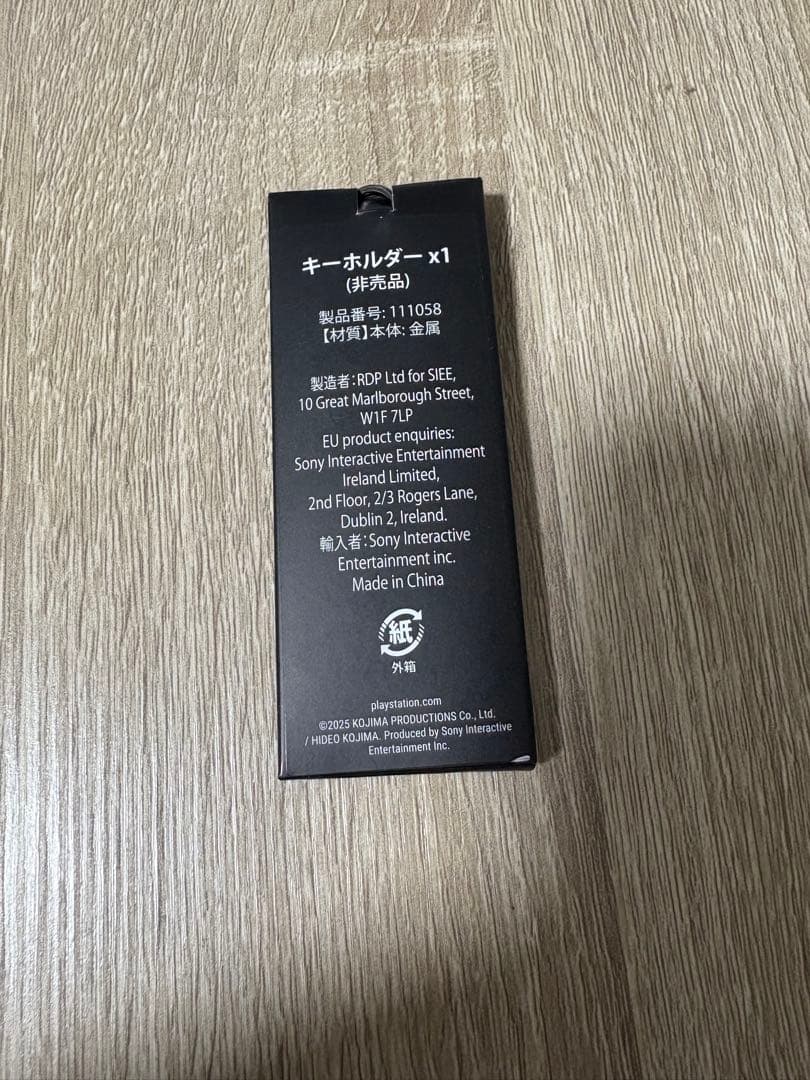 キーホルダー x1
(非売品)
製品番号: 111058
【材質】本体: 金属
製造者：RDP Ltd for SIEE,
10 Great Marlborough Street,
W1F 7LP
EU product enquiries:
Sony Interactive Entertainment
Ireland Limited,
2nd Floor, 2/3 Rogers Lane,
Dublin 2, Ireland.
輸入者：Sony Interactive
Entertainment inc.
Made in China
紙
外箱
playstation.com
©2025 KOJIMA PRODUCTIONS Co., Ltd.
/ HIDEO KOJIMA. Produced by Sony Interactive
Entertainment Inc.